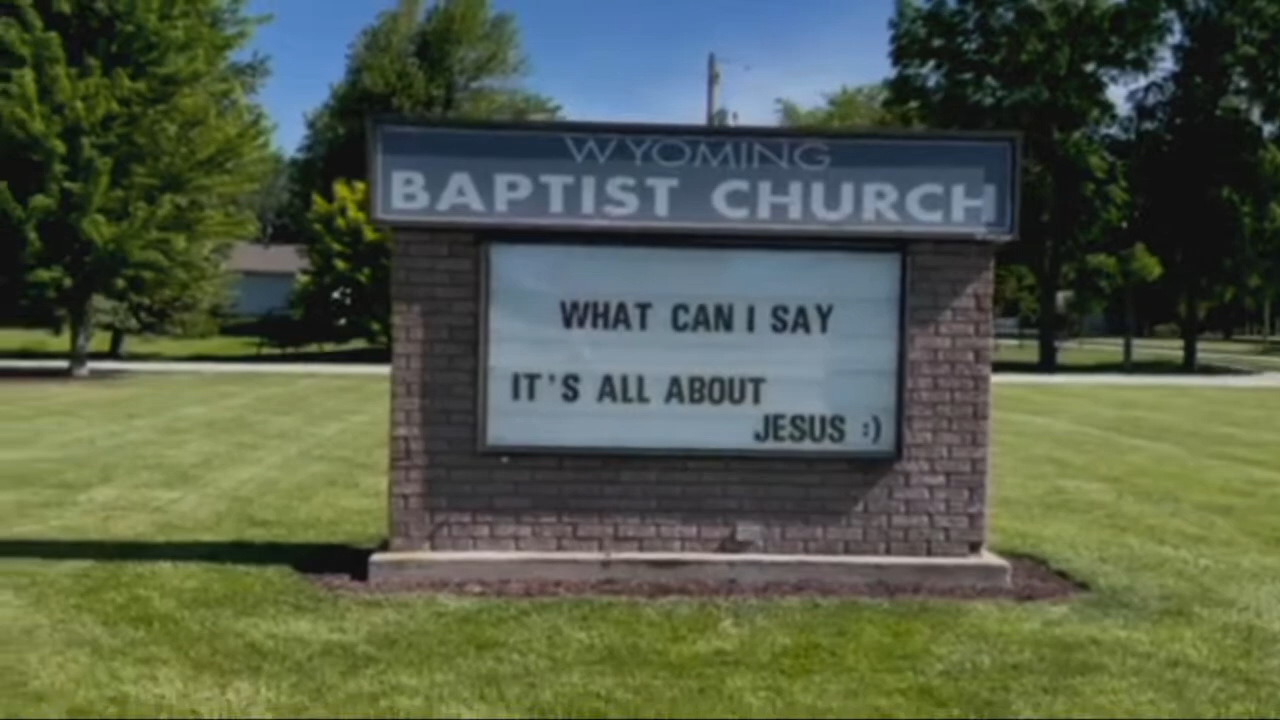 WYOMING
BAPTIST CHURCH
WHAT CAN I SAY
IT'S ALL ABOUT
JESUS :)